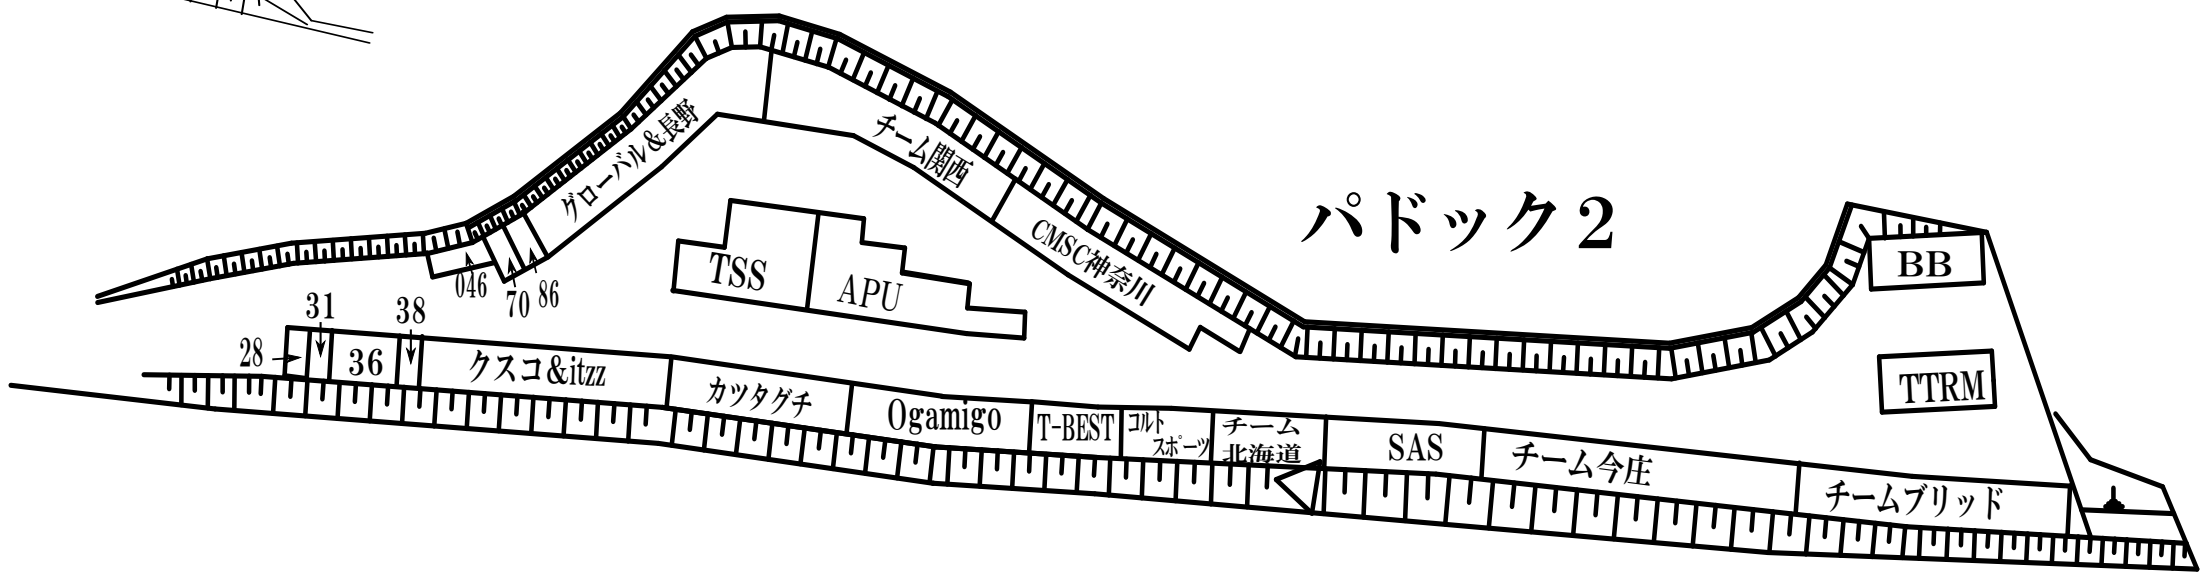 パドック２
グローバル&長野
チーム関西
CMSC神奈川
046
70
86
TSS
APU
BB
TTRM
28
31
36
38
クスコ&itzz
カツタグチ
Ogamigo
T-BEST
コルト
スポーツ
チーム
北海道
SAS
チーム今庄
チームブリッド